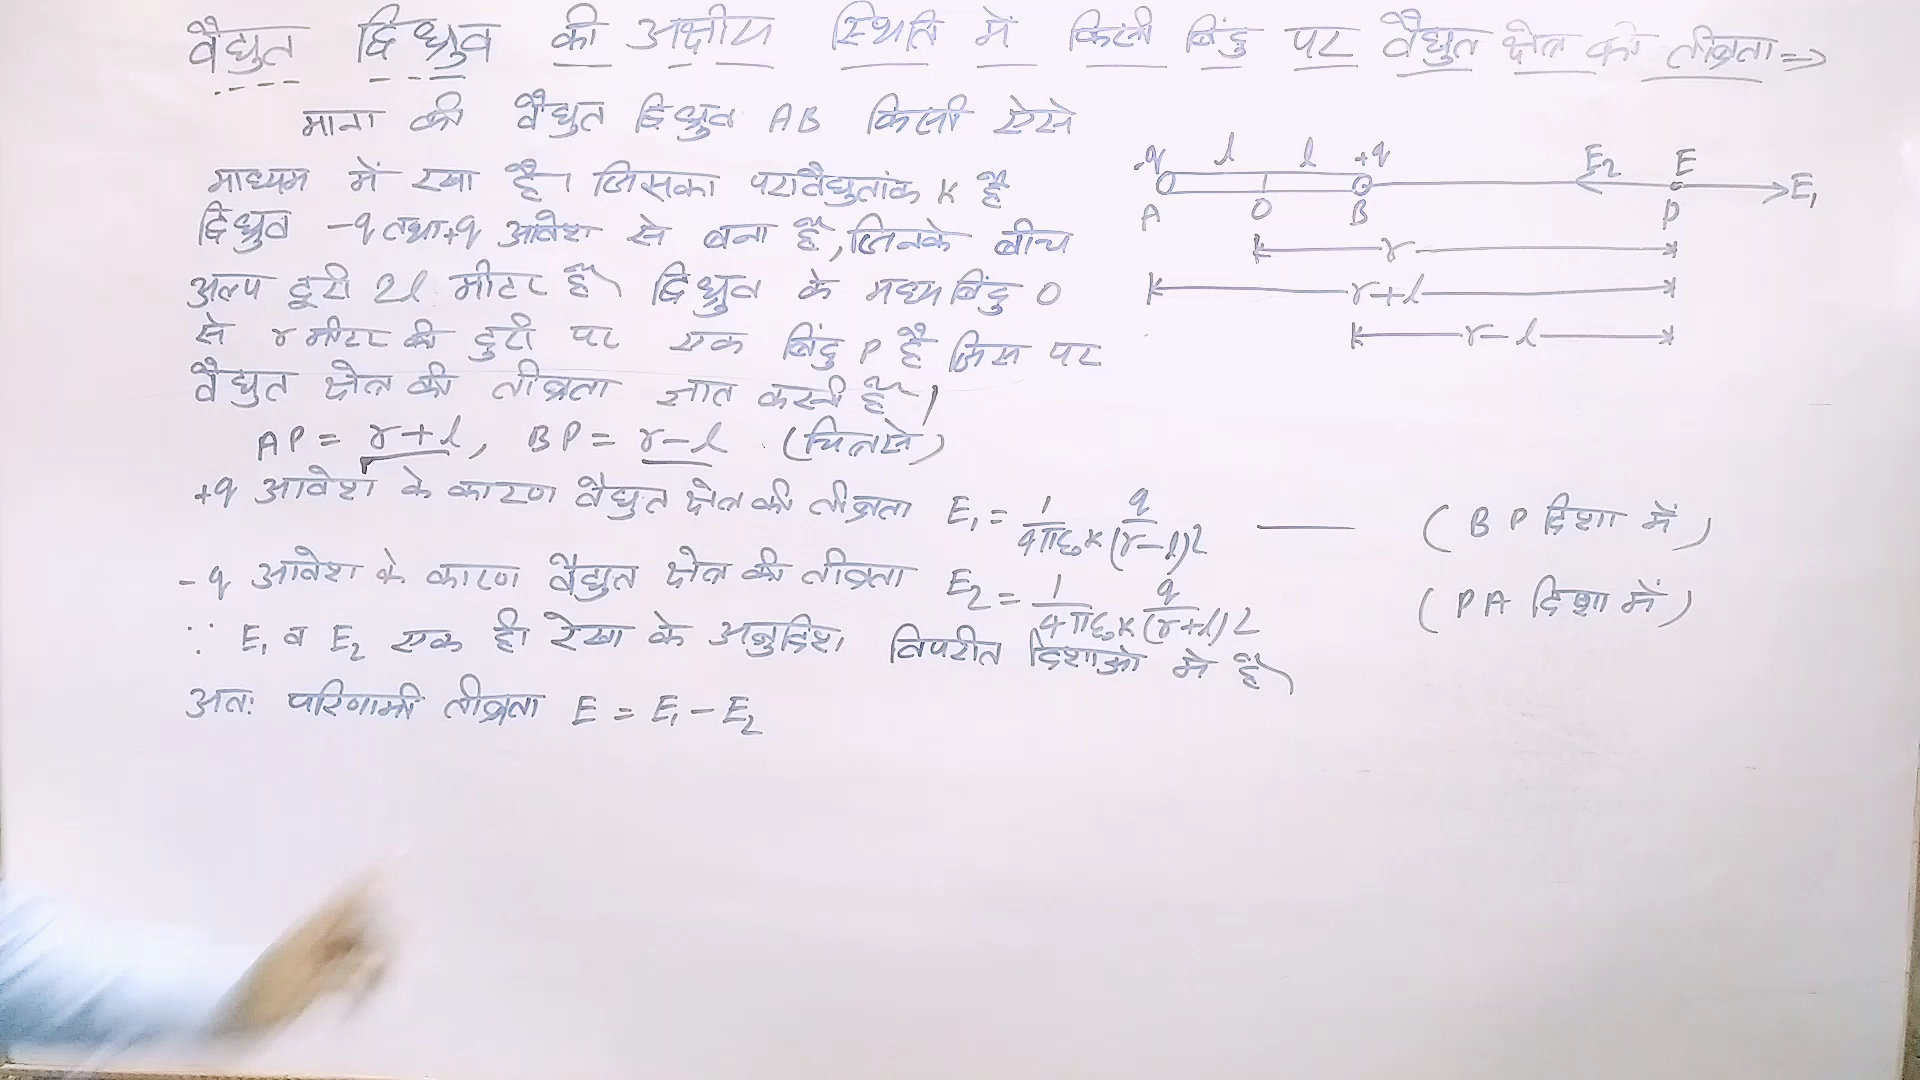 वैद्युत द्विध्रुव की अक्षीय स्थिति में किसी बिंदु पर वैद्युत क्षेत्र की तीव्रता ⇒
माना की वैद्युत द्विध्रुव AB किसी ऐसे
माध्यम में रखा है। जिसका परावैद्युतांक K है
द्विध्रुव -q तथा +q आवेश से बना है, जिनके बीच
अल्प दूरी 2l मीटर है। द्विध्रुव के मध्य बिंदु O
से r मीटर की दुरी पर एक बिंदु P है जिस पर
वैद्युत क्षेत्र की तीव्रता ज्ञात करनी है।
AP = r+l, BP = r-l (चित्र से)
+q आवेश के कारण वैद्युत क्षेत्र की तीव्रता E₁ = 1/4πε₀K q/(r-l)2 —— (BP दिशा में)
-q आवेश के कारण वैद्युत क्षेत्र की तीव्रता E₂ = 1/4πε₀K q/(r+l)2 (PA दिशा में)
∵ E₁ व E₂ एक ही रेखा के अनुदिश विपरीत दिशाओ मे है।
अतः परिणामी तीव्रता E = E₁ - E₂
-q l l +q E₂ E
E₁
A O B P
r
r+l
r-l